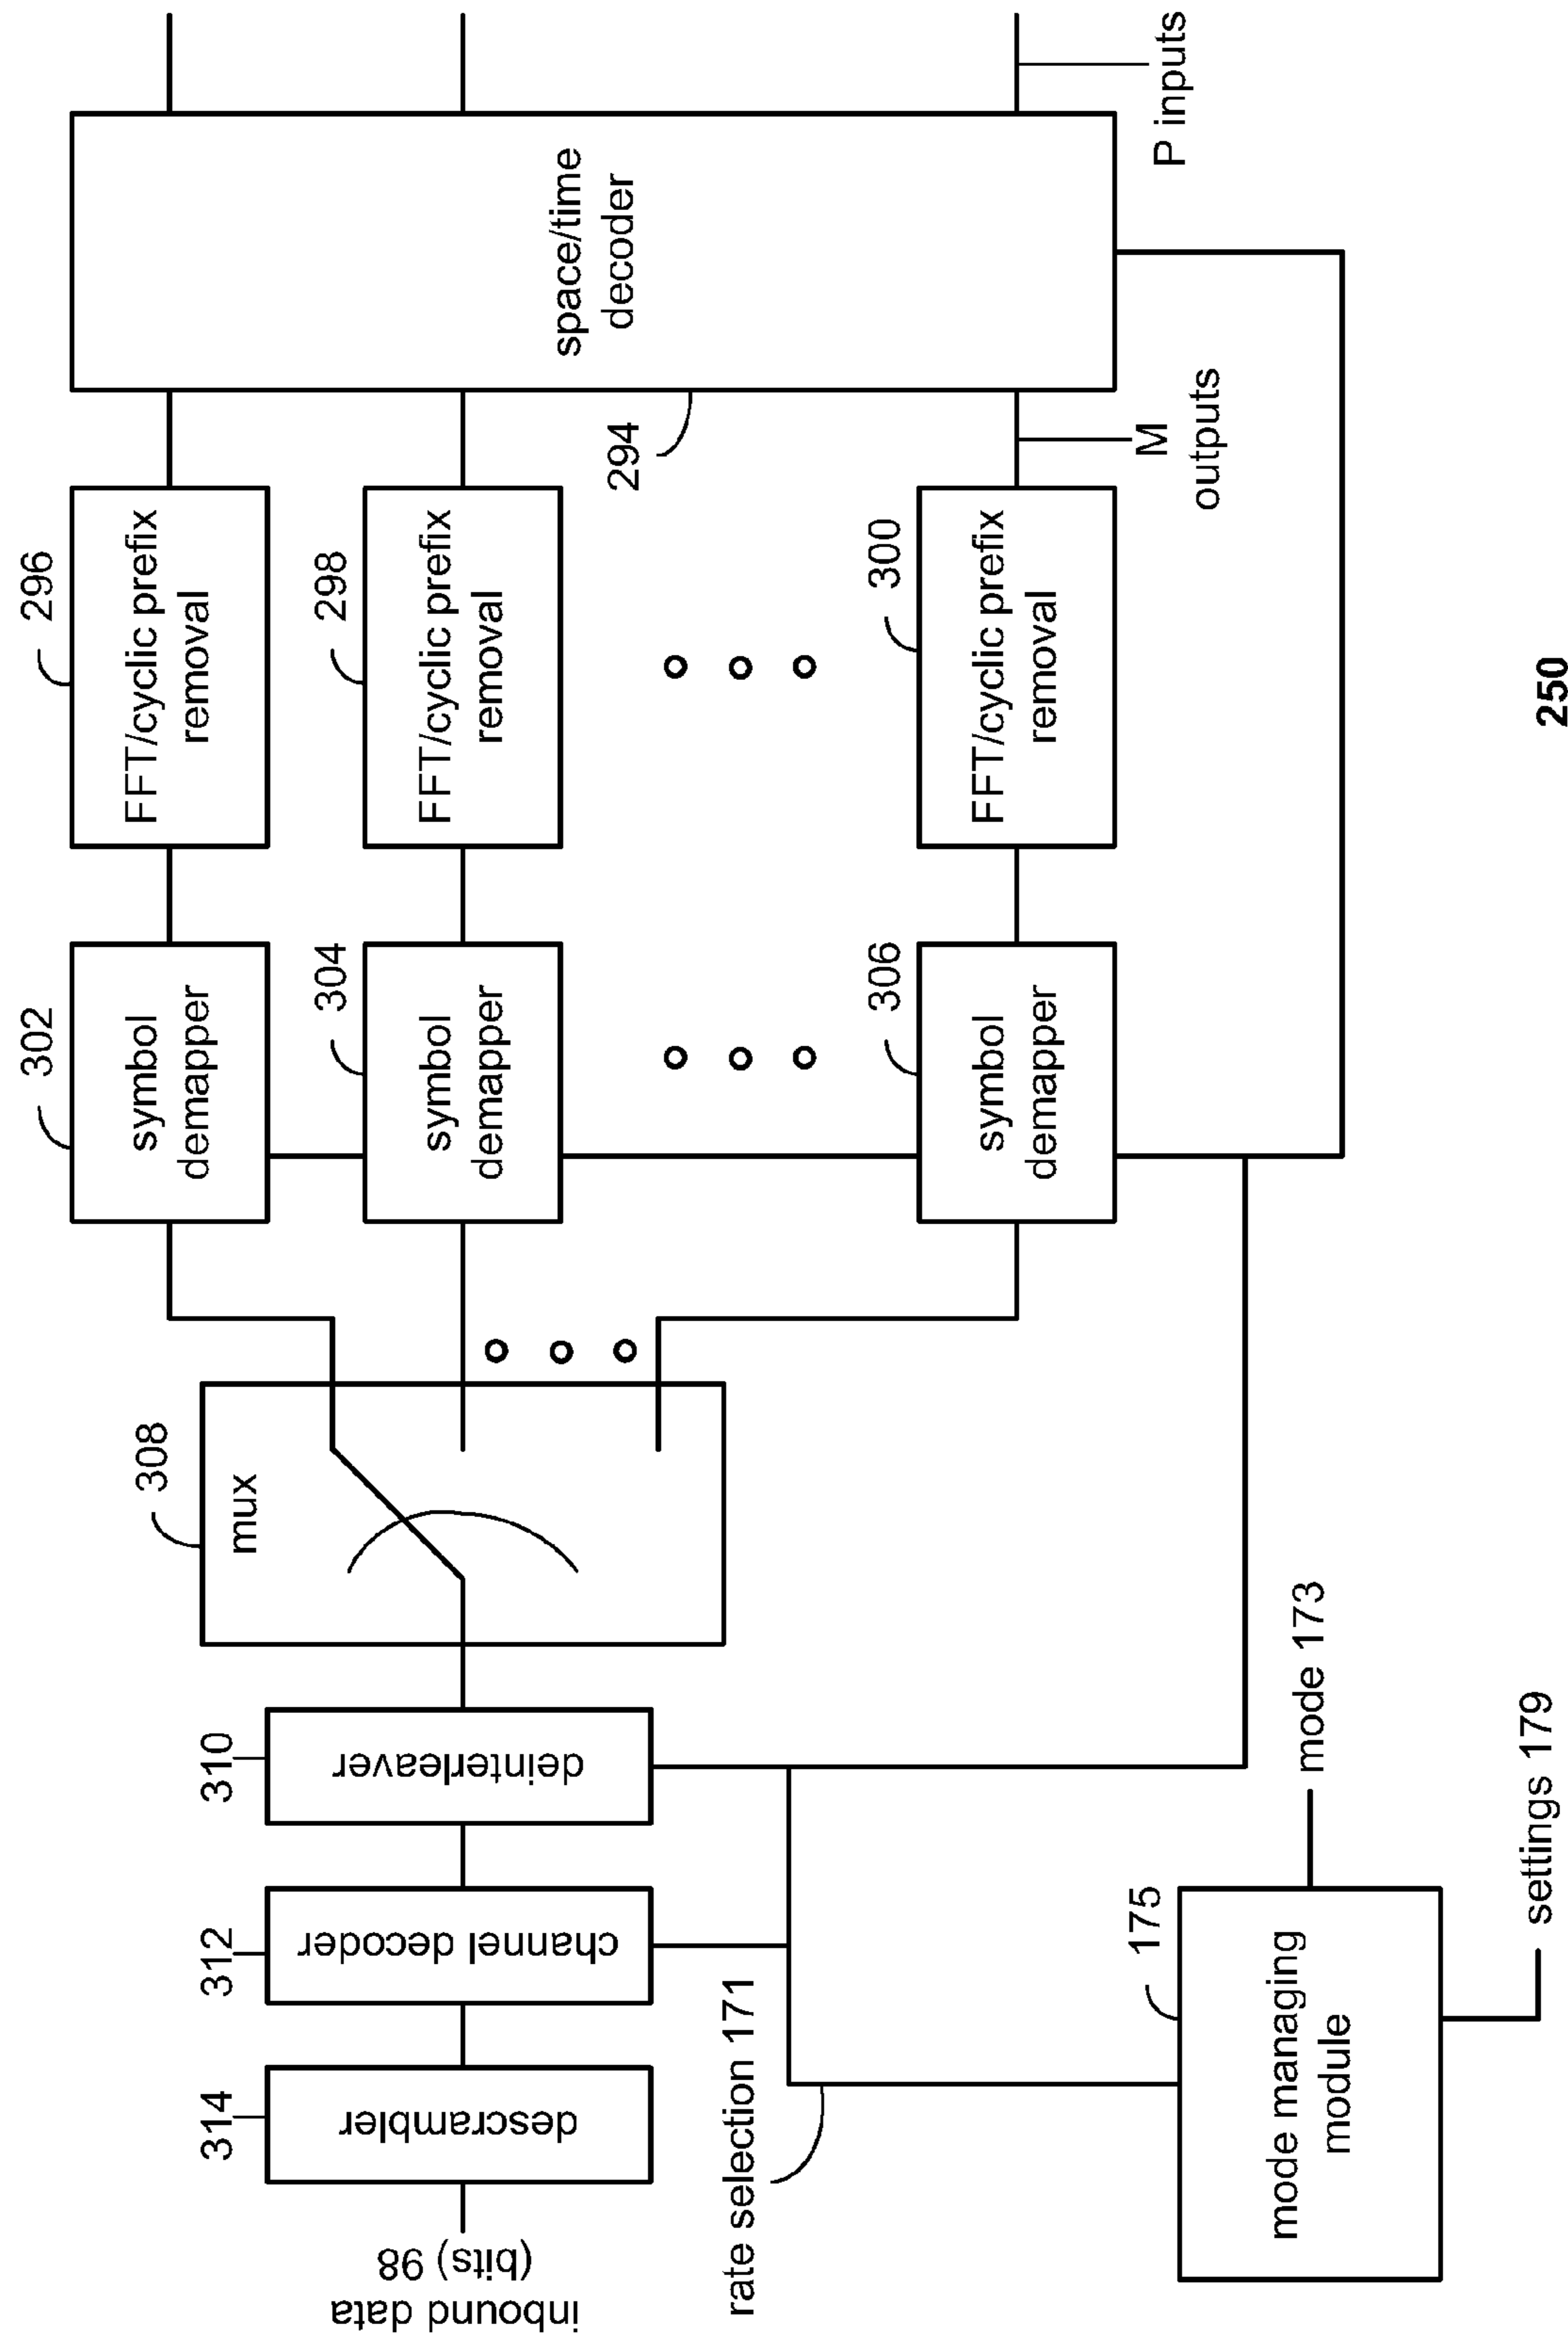 inbound data
(bits) 98
314
descrambler
312
channel decoder
310
deinterleaver
308
mux
302
symbol
demapper
304
symbol
demapper
306
symbol
demapper
296
FFT/cyclic prefix
removal
298
FFT/cyclic prefix
removal
300
FFT/cyclic prefix
removal
294
space/time
decoder
M
outputs
P inputs
rate selection 171
175
mode managing
module
mode 173
settings 179
250